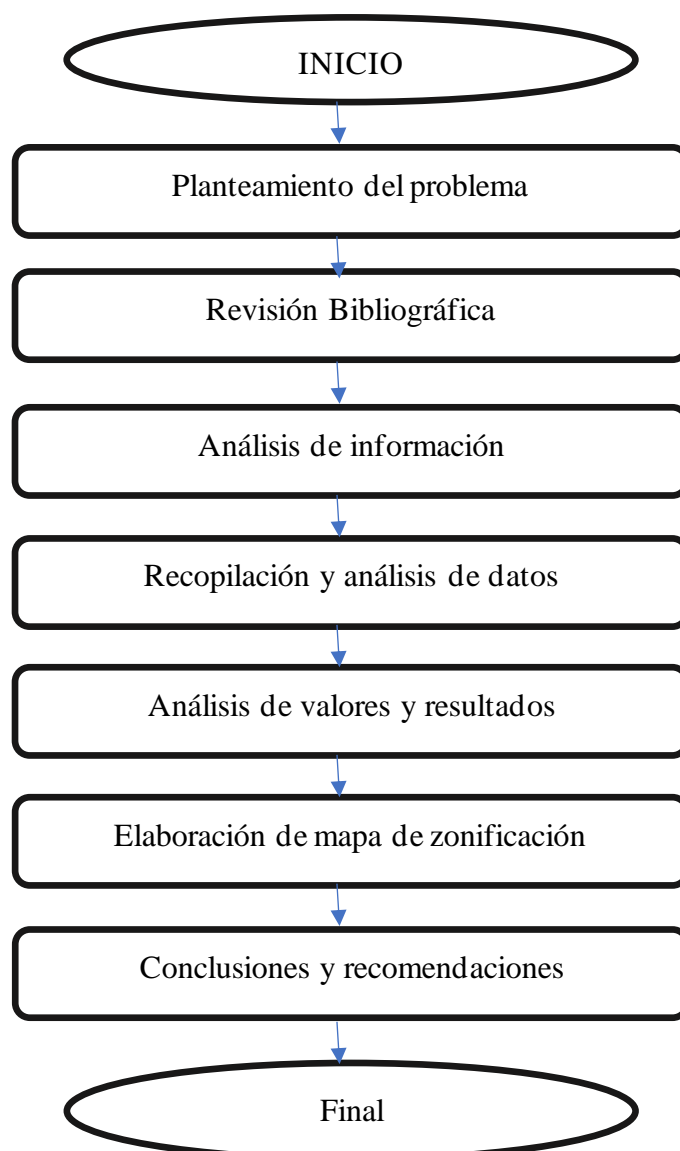 INICIO
Planteamiento del problema
Revisión Bibliográfica
Análisis de información
Recopilación y análisis de datos
Análisis de valores y resultados
Elaboración de mapa de zonificación
Conclusiones y recomendaciones
Final